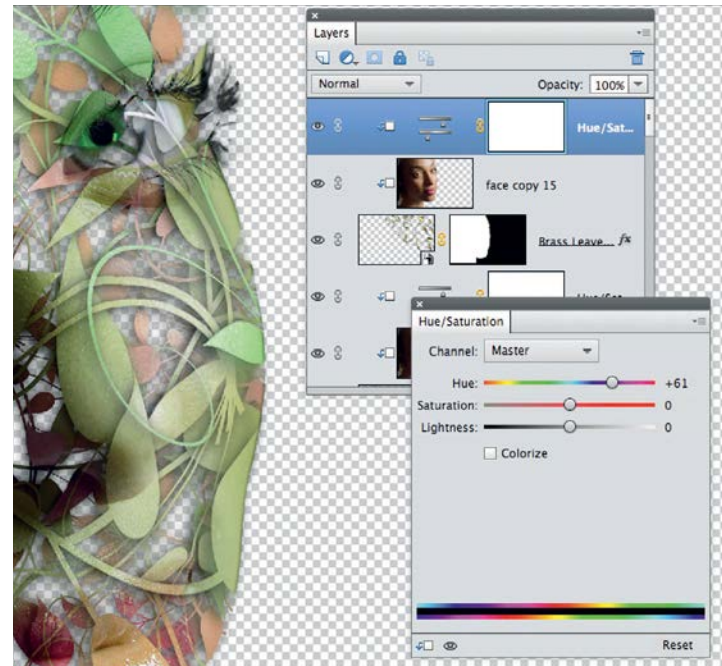 Layers
Normal Opacity: 100%
Hue/Sat...
face copy 15
Brass Leave... fx
Hue/Saturation
Channel: Master
Hue: +61
Saturation: 0
Lightness: 0
Colorize
Reset